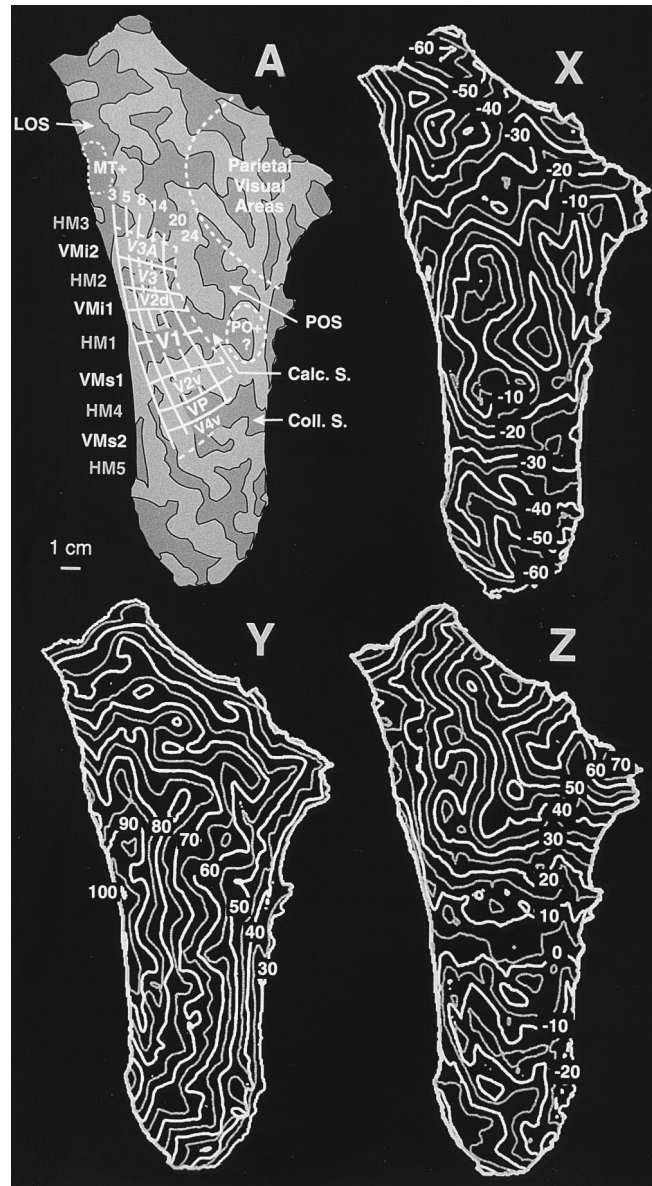 A
LOS
MT+
Parietal
Visual
Areas
3 5 8 14
20
24
HM3
V3A
VMi2
V3
HM2
V2d
VMi1
POS
HM1
V1
PO+
?
VMs1
V2v
Calc. S.
HM4
VP
V4v
Coll. S.
VMs2
HM5
1 cm
X
-60
-50
-40
-30
-20
-10
-10
-20
-30
-40
-50
-60
Y
90 80 70
60
100
50
40
30
Z
60 70
50
40
30
20
10
0
-10
-20